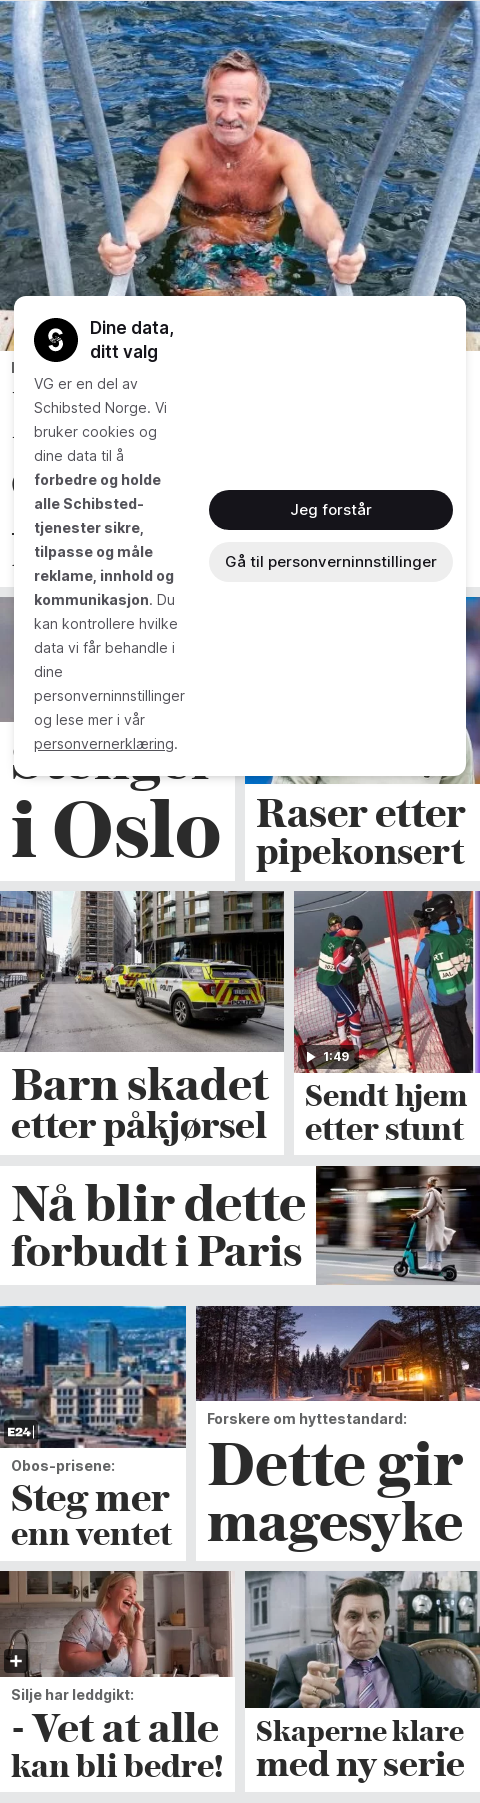 Dine data,
ditt valg
VG er en del av
Schibsted Norge. Vi
bruker cookies og
dine data til å
forbedre og holde
alle Schibsted-
tjenester sikre,
tilpasse og måle
reklame, innhold og
kommunikasjon. Du
kan kontrollere hvilke
data vi får behandle i
dine
personverninnstillinger
og lese mer i vår
personvernerklæring.
Jeg forstår
Gå til personverninnstillinger
i Oslo
Raser etter
pipekonsert
POLITI
1:49
Barn skadet
etter påkjørsel
Sendt hjem
etter stunt
Nå blir dette
forbudt i Paris
E24
Obos-prisene:
Steg mer
enn ventet
Forskere om hyttestandard:
Dette gir
magesyke
Silje har leddgikt:
- Vet at alle
kan bli bedre!
Skaperne klare
med ny serie